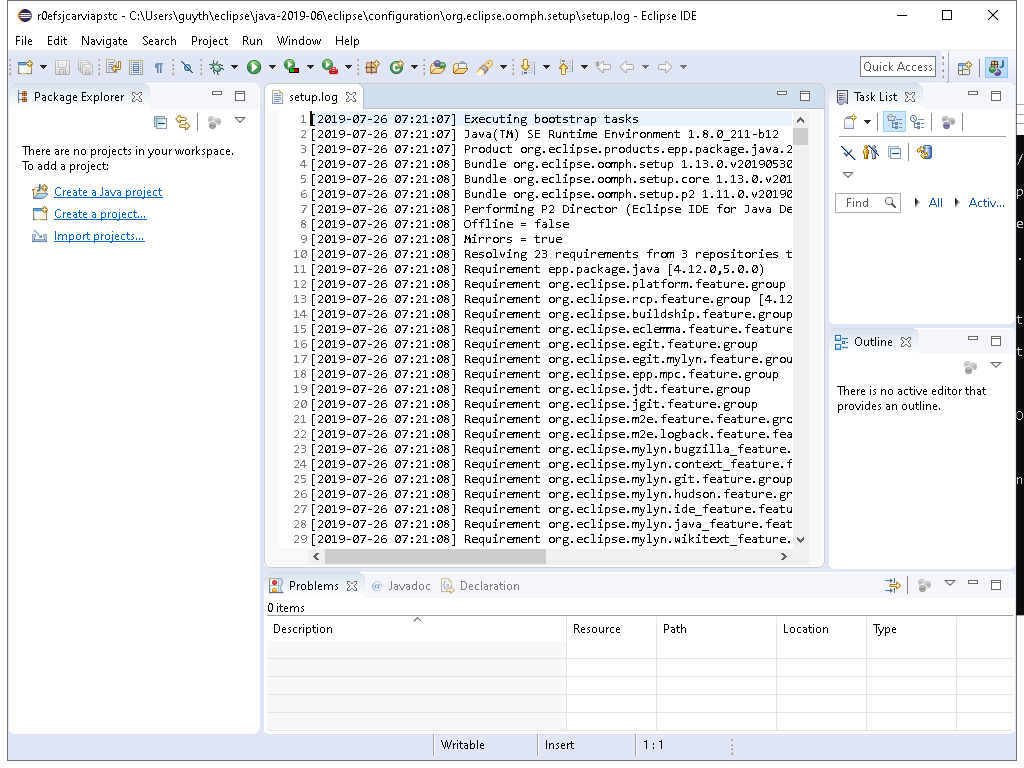 r0efsjcarviapstc - C:\Users\guyth\eclipse\java-2019-06\eclipse\configuration\org.eclipse.oomph.setup\setup.log - Eclipse IDE
File Edit Navigate Search Project Run Window Help
Quick Access
Package Explorer
There are no projects in your workspace.
To add a project:
Create a Java project
Create a project...
Import projects...
setup.log
1 [2019-07-26 07:21:07] Executing bootstrap tasks
2 [2019-07-26 07:21:07] Java(TM) SE Runtime Environment 1.8.0_211-b12
3 [2019-07-26 07:21:07] Product org.eclipse.products.epp.package.java.2
4 [2019-07-26 07:21:08] Bundle org.eclipse.oomph.setup 1.13.0.v20190530
5 [2019-07-26 07:21:08] Bundle org.eclipse.oomph.setup.core 1.13.0.v201
6 [2019-07-26 07:21:08] Bundle org.eclipse.oomph.setup.p2 1.11.0.v20190
7 [2019-07-26 07:21:08] Performing P2 Director (Eclipse IDE for Java De
8 [2019-07-26 07:21:08] Offline = false
9 [2019-07-26 07:21:08] Mirrors = true
10 [2019-07-26 07:21:08] Resolving 23 requirements from 3 repositories t
11 [2019-07-26 07:21:08] Requirement epp.package.java [4.12.0,5.0.0)
12 [2019-07-26 07:21:08] Requirement org.eclipse.platform.feature.group
13 [2019-07-26 07:21:08] Requirement org.eclipse.rcp.feature.group [4.12
14 [2019-07-26 07:21:08] Requirement org.eclipse.buildship.feature.group
15 [2019-07-26 07:21:08] Requirement org.eclipse.eclemma.feature.feature
16 [2019-07-26 07:21:08] Requirement org.eclipse.egit.feature.group
17 [2019-07-26 07:21:08] Requirement org.eclipse.egit.mylyn.feature.grou
18 [2019-07-26 07:21:08] Requirement org.eclipse.epp.mpc.feature.group
19 [2019-07-26 07:21:08] Requirement org.eclipse.jdt.feature.group
20 [2019-07-26 07:21:08] Requirement org.eclipse.jgit.feature.group
21 [2019-07-26 07:21:08] Requirement org.eclipse.m2e.feature.feature.gro
22 [2019-07-26 07:21:08] Requirement org.eclipse.m2e.logback.feature.fea
23 [2019-07-26 07:21:08] Requirement org.eclipse.mylyn.bugzilla_feature.
24 [2019-07-26 07:21:08] Requirement org.eclipse.mylyn.context_feature.f
25 [2019-07-26 07:21:08] Requirement org.eclipse.mylyn.git.feature.group
26 [2019-07-26 07:21:08] Requirement org.eclipse.mylyn.hudson.feature.gr
27 [2019-07-26 07:21:08] Requirement org.eclipse.mylyn.ide_feature.featu
28 [2019-07-26 07:21:08] Requirement org.eclipse.mylyn.java_feature.feat
29 [2019-07-26 07:21:08] Requirement org.eclipse.mylyn.wikitext_feature.
Task List
Find All Activ...
Outline
There is no active editor that
provides an outline.
Problems @ Javadoc Declaration
0 items
Description Resource Path Location Type
Writable Insert 1 : 1